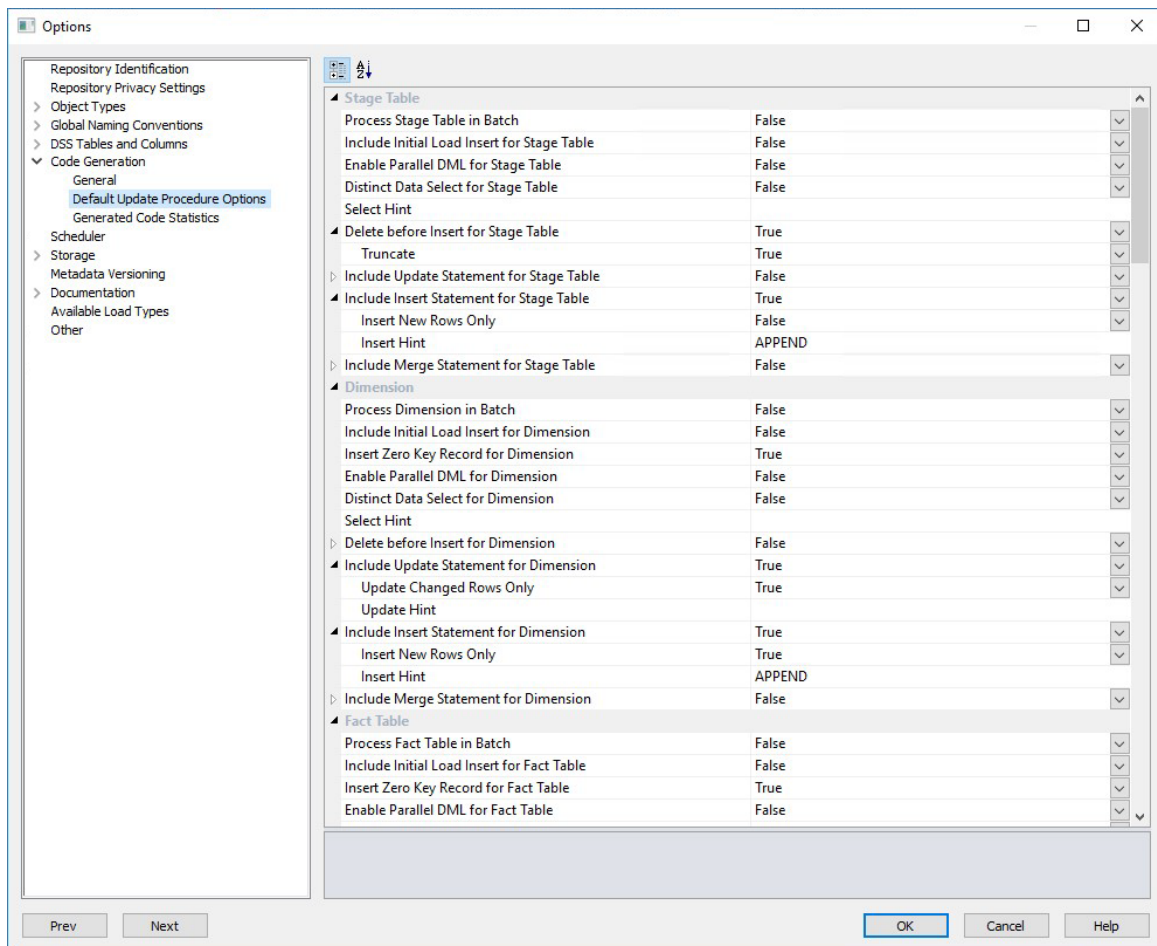 Options
Repository Identification
Repository Privacy Settings
Object Types
Global Naming Conventions
DSS Tables and Columns
Code Generation
General
Default Update Procedure Options
Generated Code Statistics
Scheduler
Storage
Metadata Versioning
Documentation
Available Load Types
Other
A
Z
Stage Table
Process Stage Table in Batch False
Include Initial Load Insert for Stage Table False
Enable Parallel DML for Stage Table False
Distinct Data Select for Stage Table False
Select Hint
Delete before Insert for Stage Table True
Truncate True
Include Update Statement for Stage Table False
Include Insert Statement for Stage Table True
Insert New Rows Only False
Insert Hint APPEND
Include Merge Statement for Stage Table False
Dimension
Process Dimension in Batch False
Include Initial Load Insert for Dimension False
Insert Zero Key Record for Dimension True
Enable Parallel DML for Dimension False
Distinct Data Select for Dimension False
Select Hint
Delete before Insert for Dimension False
Include Update Statement for Dimension True
Update Changed Rows Only True
Update Hint
Include Insert Statement for Dimension True
Insert New Rows Only True
Insert Hint APPEND
Include Merge Statement for Dimension False
Fact Table
Process Fact Table in Batch False
Include Initial Load Insert for Fact Table False
Insert Zero Key Record for Fact Table True
Enable Parallel DML for Fact Table False
Prev Next OK Cancel Help